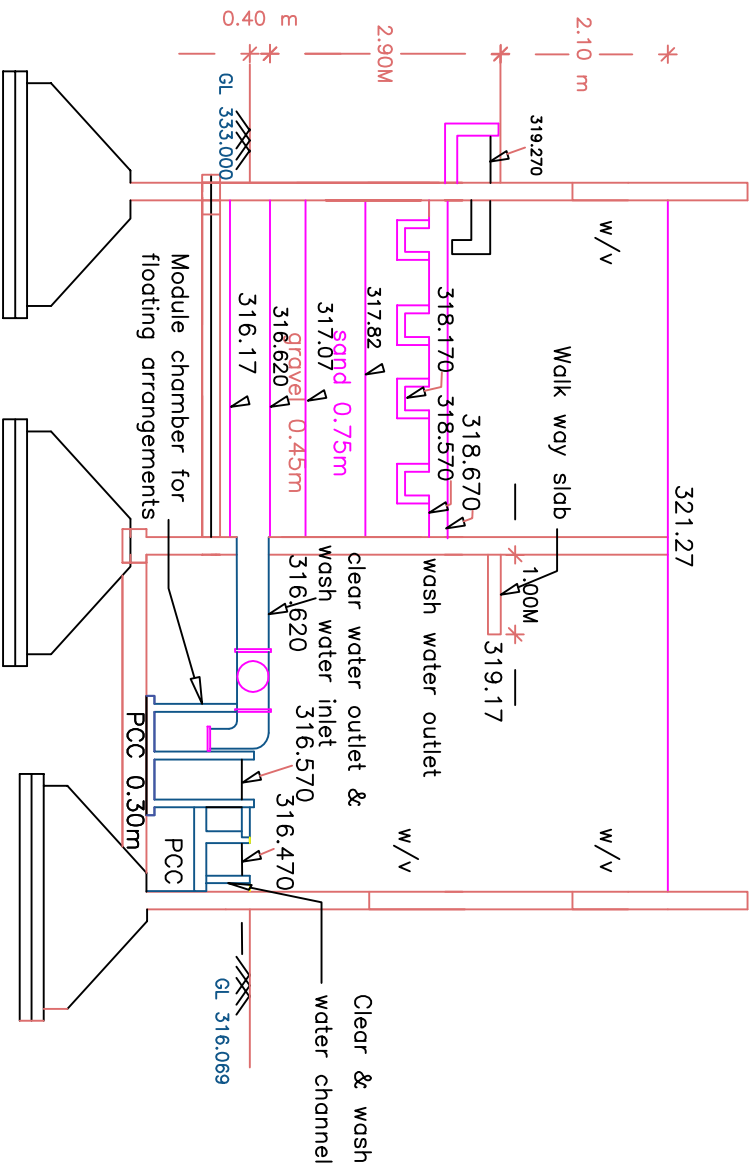 0.40 m
2.90M
2.10 m
GL 333.000
319.270
w/v
Walk way slab
321.27
318.170
318.570
318.670
317.82
317.07
sand 0.75m
316.620
gravel 0.45m
316.17
Module chamber for
floating arrangements
1.00M
319.17
wash water outlet
clear water outlet &
wash water inlet
316.620
316.570
316.470
PCC 0.30m
PCC
w/v
w/v
GL 316.069
Clear & wash
water channel